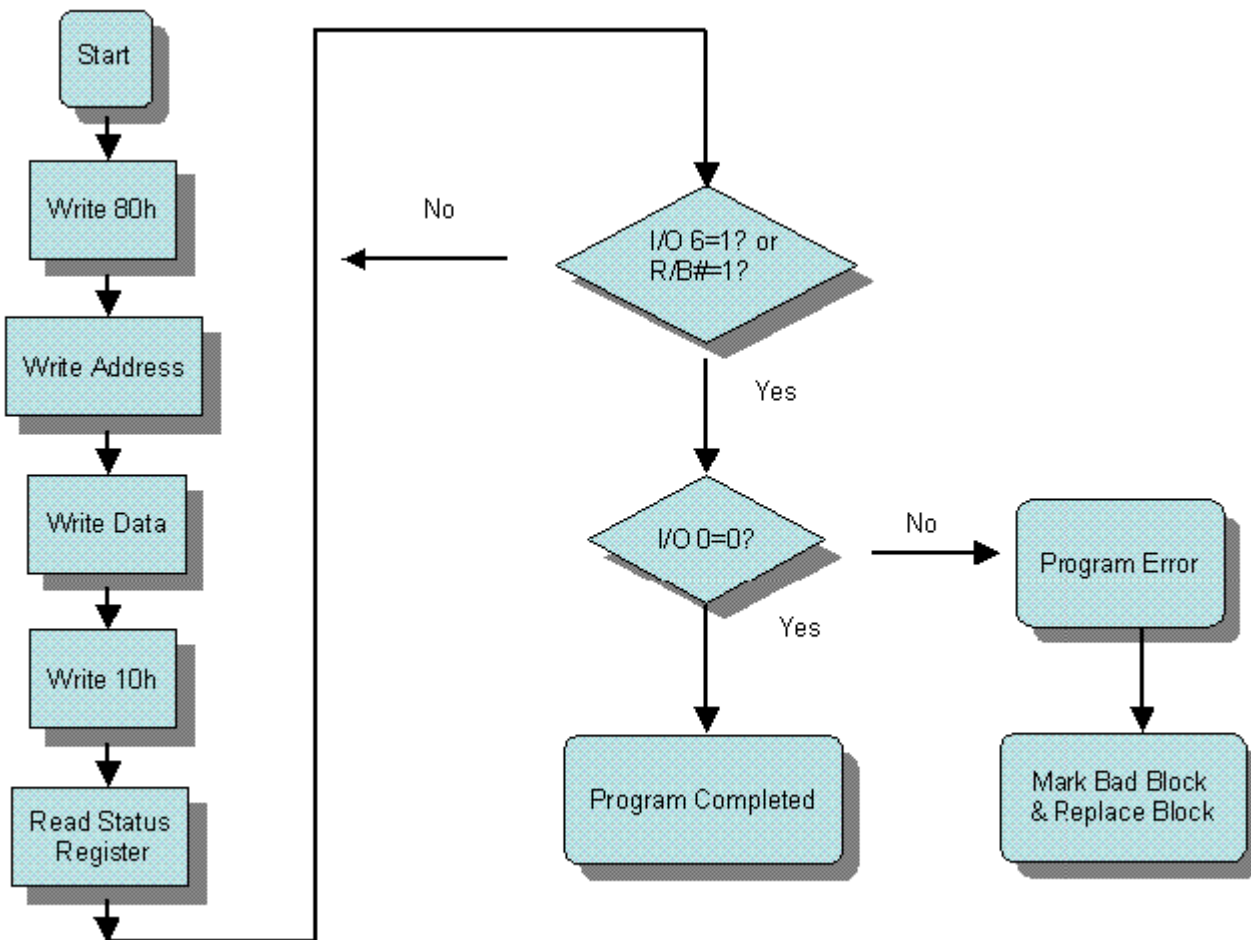 Start
Write 80h
Write Address
Write Data
Write 10h
Read Status
Register
No
I/O 6=1? or
R/B#=1?
Yes
I/O 0=0?
No
Program Error
Yes
Program Completed
Mark Bad Block
& Replace Block